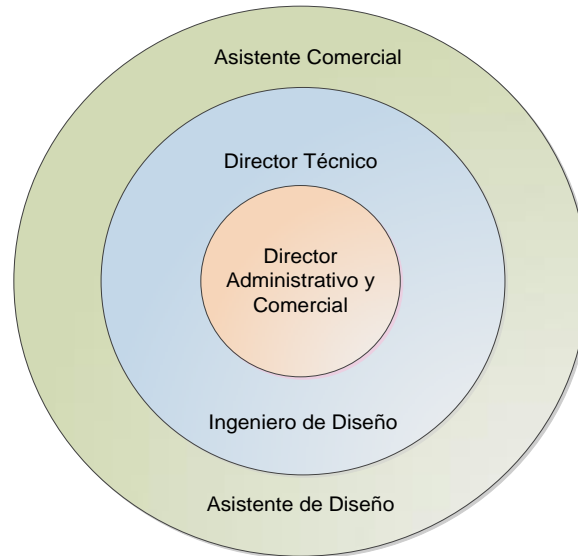 Asistente Comercial
Director Técnico
Director
Administrativo y
Comercial
Ingeniero de Diseño
Asistente de Diseño